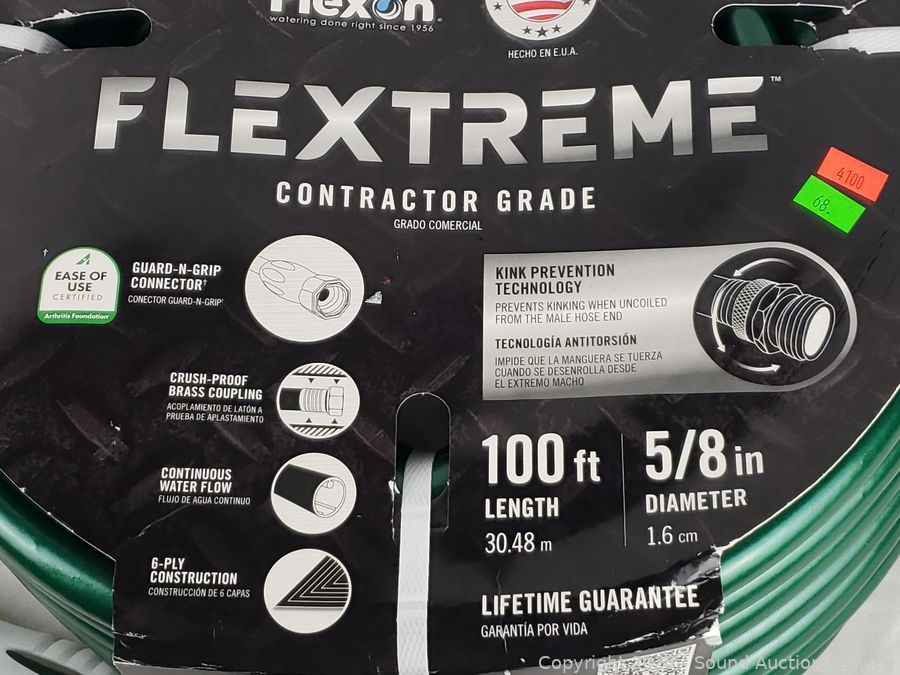 Flexon
watering done right since 1956
HECHO EN E.U.A.
FLEXTREME™
CONTRACTOR GRADE
GRADO COMERCIAL
4100
68.
†
EASE OF
USE
CERTIFIED
Arthritis Foundation®
GUARD-N-GRIP
CONNECTOR†
CONECTOR GUARD-N-GRIP†
CRUSH-PROOF
BRASS COUPLING
ACOPLAMIENTO DE LATÓN A
PRUEBA DE APLASTAMIENTO
CONTINUOUS
WATER FLOW
FLUJO DE AGUA CONTINUO
6-PLY
CONSTRUCTION
CONSTRUCCIÓN DE 6 CAPAS
KINK PREVENTION
TECHNOLOGY
PREVENTS KINKING WHEN UNCOILED
FROM THE MALE HOSE END
TECNOLOGÍA ANTITORSIÓN
IMPIDE QUE LA MANGUERA SE TUERZA
CUANDO SE DESENROLLA DESDE
EL EXTREMO MACHO
100 ft
LENGTH
30.48 m
5/8 in
DIAMETER
1.6 cm
LIFETIME GUARANTEE
GARANTÍA POR VIDA
Copyright Sound Auction Service